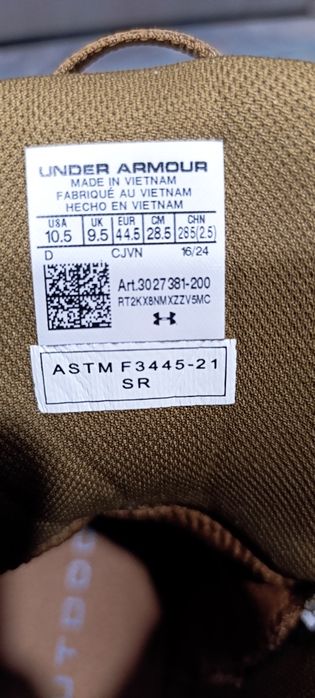 UNDER ARMOUR
MADE IN VIETNAM
FABRIQUÉ AU VIETNAM
HECHO EN VIETNAM
USA UK EUR CM CHN
10.5 9.5 44.5 28.5 285(2.5)
D CJVN 16/24
Art.3027381-200
RT2KX8NMXZZV5MC
ASTM F3445-21
SR
UTDOO